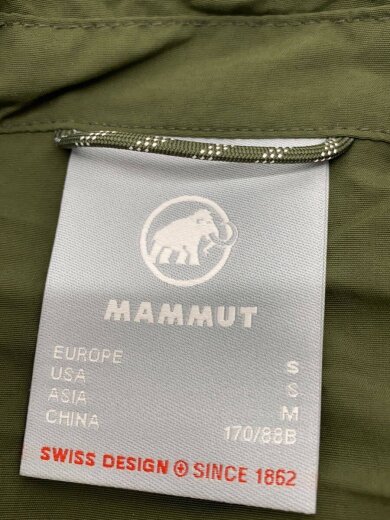 MAMMUT
EUROPE S
USA S
ASIA M
CHINA 170/88B
SWISS DESIGN SINCE 1862